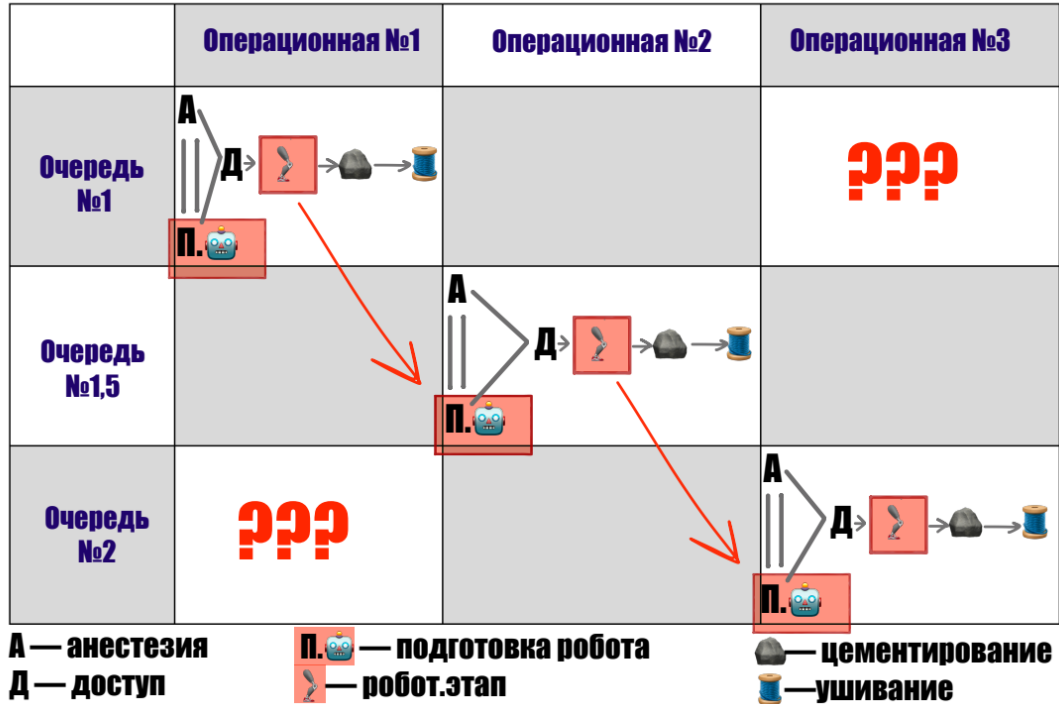 Операционная №1 Операционная №2 Операционная №3
Очередь
№1
А
Д
П.
???
Очередь
№1,5
А
Д
П.
Очередь
№2
???
А
Д
П.
А — анестезия
П. — подготовка робота
— цементирование
Д — доступ
— робот.этап
—ушивание